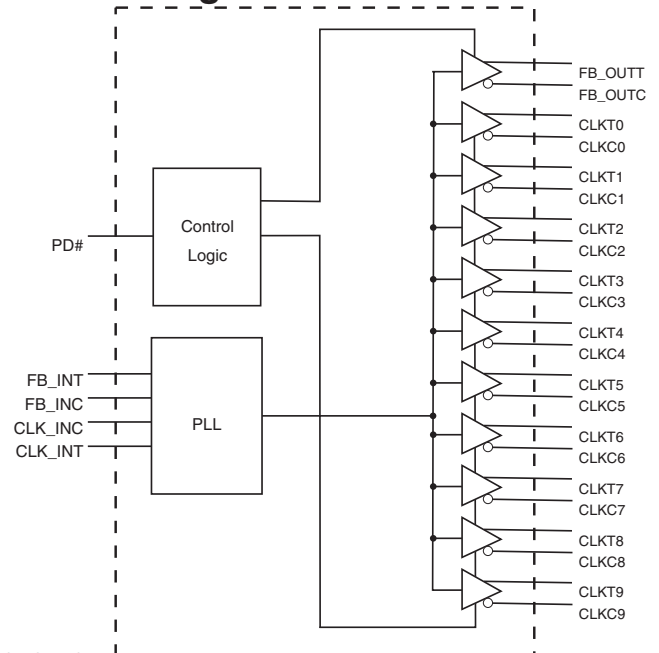 PD#
Control
Logic
FB_INT
FB_INC
CLK_INC
CLK_INT
PLL
FB_OUTT
FB_OUTC
CLKT0
CLKC0
CLKT1
CLKC1
CLKT2
CLKC2
CLKT3
CLKC3
CLKT4
CLKC4
CLKT5
CLKC5
CLKT6
CLKC6
CLKT7
CLKC7
CLKT8
CLKC8
CLKT9
CLKC9